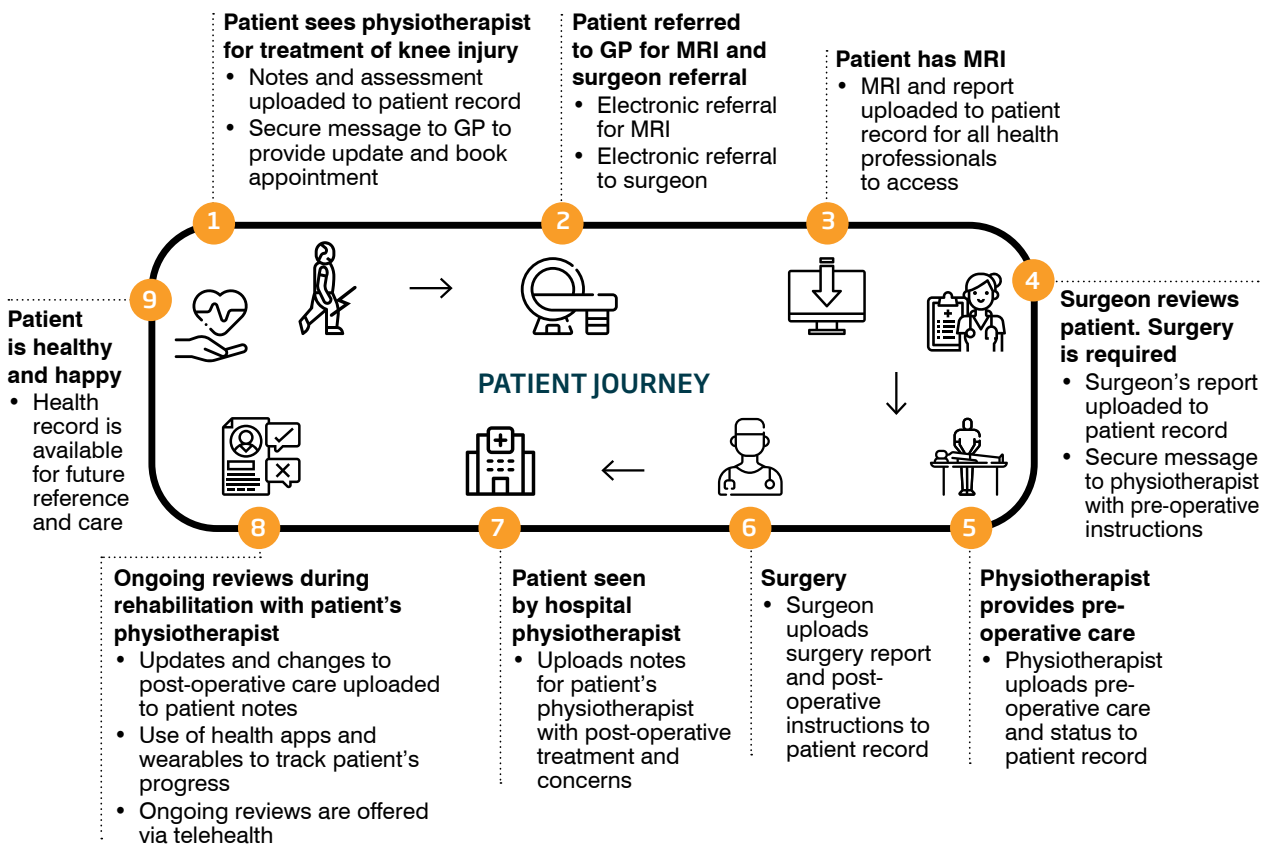 Patient sees physiotherapist
for treatment of knee injury
• Notes and assessment
uploaded to patient record
• Secure message to GP to
provide update and book
appointment
Patient referred
to GP for MRI and
surgeon referral
• Electronic referral
for MRI
• Electronic referral
to surgeon
Patient has MRI
• MRI and report
uploaded to patient
record for all health
professionals
to access
1
2
3
4
Surgeon reviews
patient. Surgery
is required
• Surgeon’s report
uploaded to
patient record
• Secure message
to physiotherapist
with pre-operative
instructions
9
Patient
is healthy
and happy
• Health
record is
available
for future
reference
and care
PATIENT JOURNEY
8
7
6
5
Ongoing reviews during
rehabilitation with patient’s
physiotherapist
• Updates and changes to
post-operative care uploaded
to patient notes
• Use of health apps and
wearables to track patient’s
progress
• Ongoing reviews are offered
via telehealth
Patient seen
by hospital
physiotherapist
• Uploads notes
for patient’s
physiotherapist
with post-operative
treatment and
concerns
Surgery
• Surgeon
uploads
surgery report
and post-
operative
instructions to
patient record
Physiotherapist
provides pre-
operative care
• Physiotherapist
uploads pre-
operative care
and status to
patient record